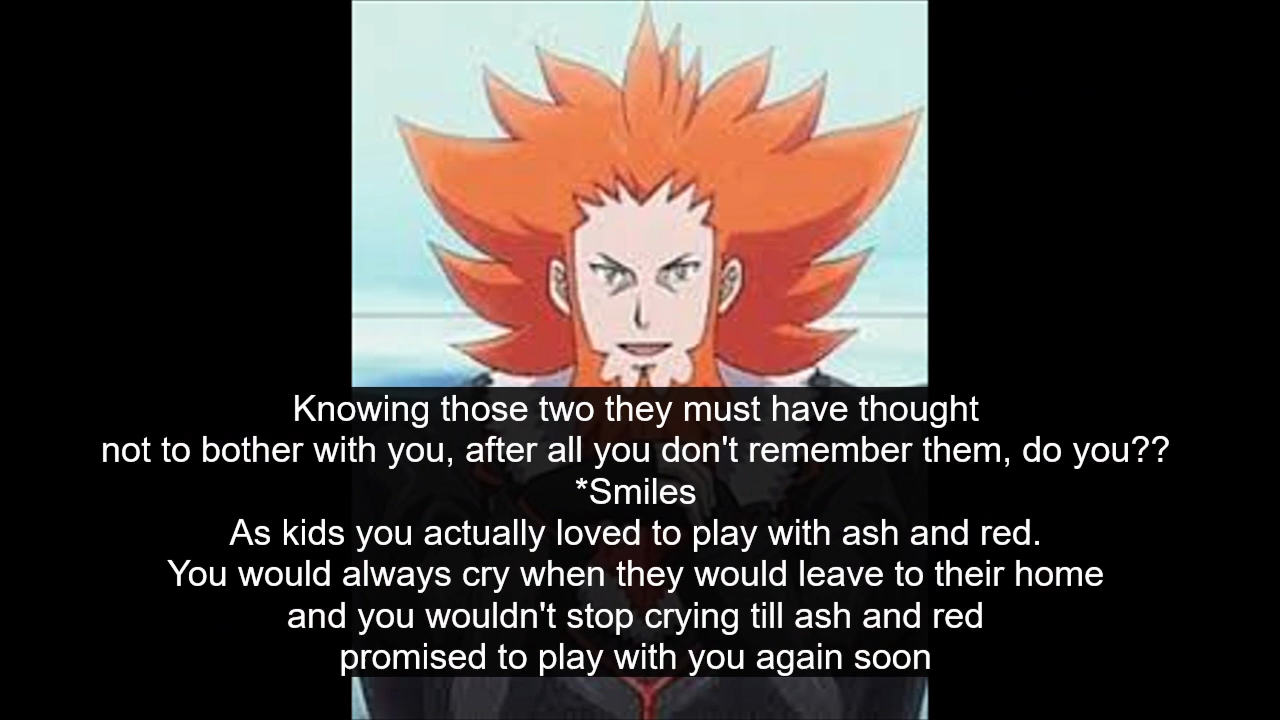 Knowing those two they must have thought
not to bother with you, after all you don't remember them, do you??
*Smiles
As kids you actually loved to play with ash and red.
You would always cry when they would leave to their home
and you wouldn't stop crying till ash and red
promised to play with you again soon